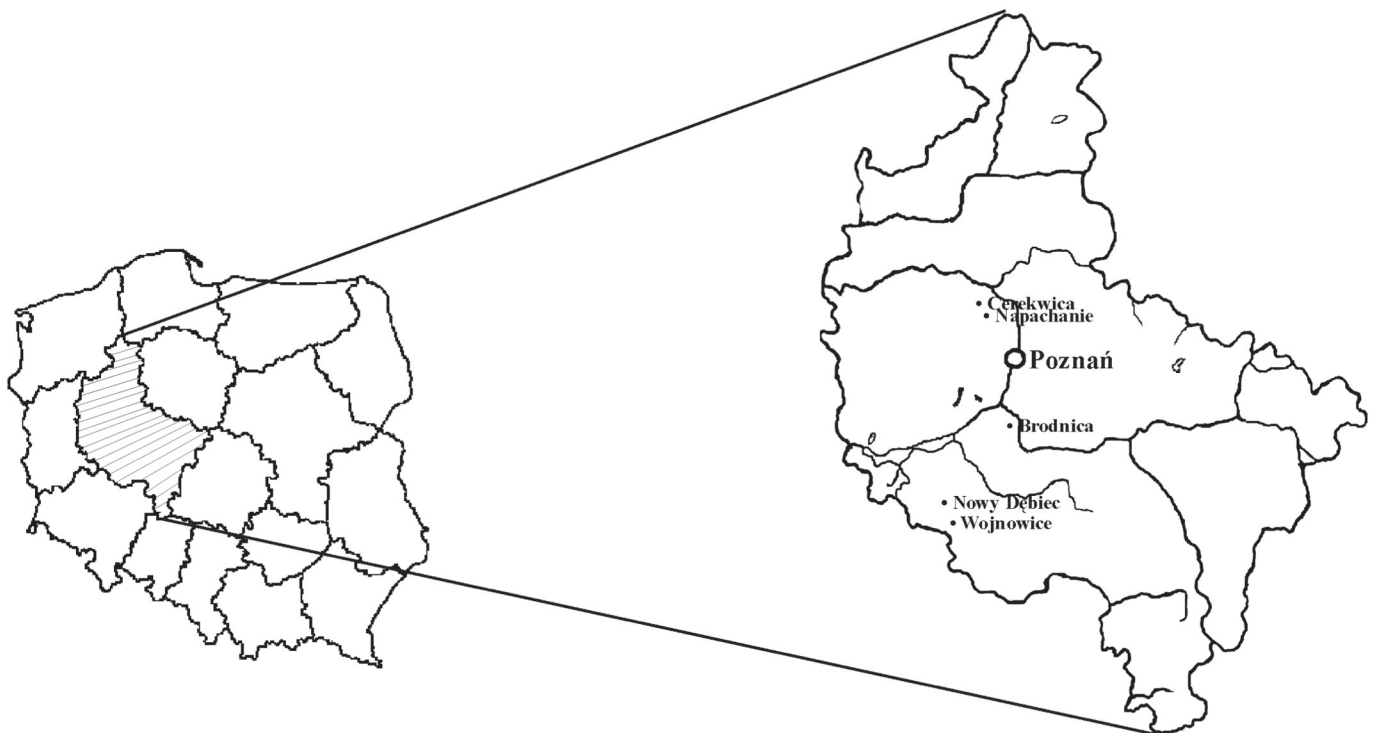 Cerekwica
Napachanie
Poznań
Brodnica
Nowy Dębiec
Wojnowice